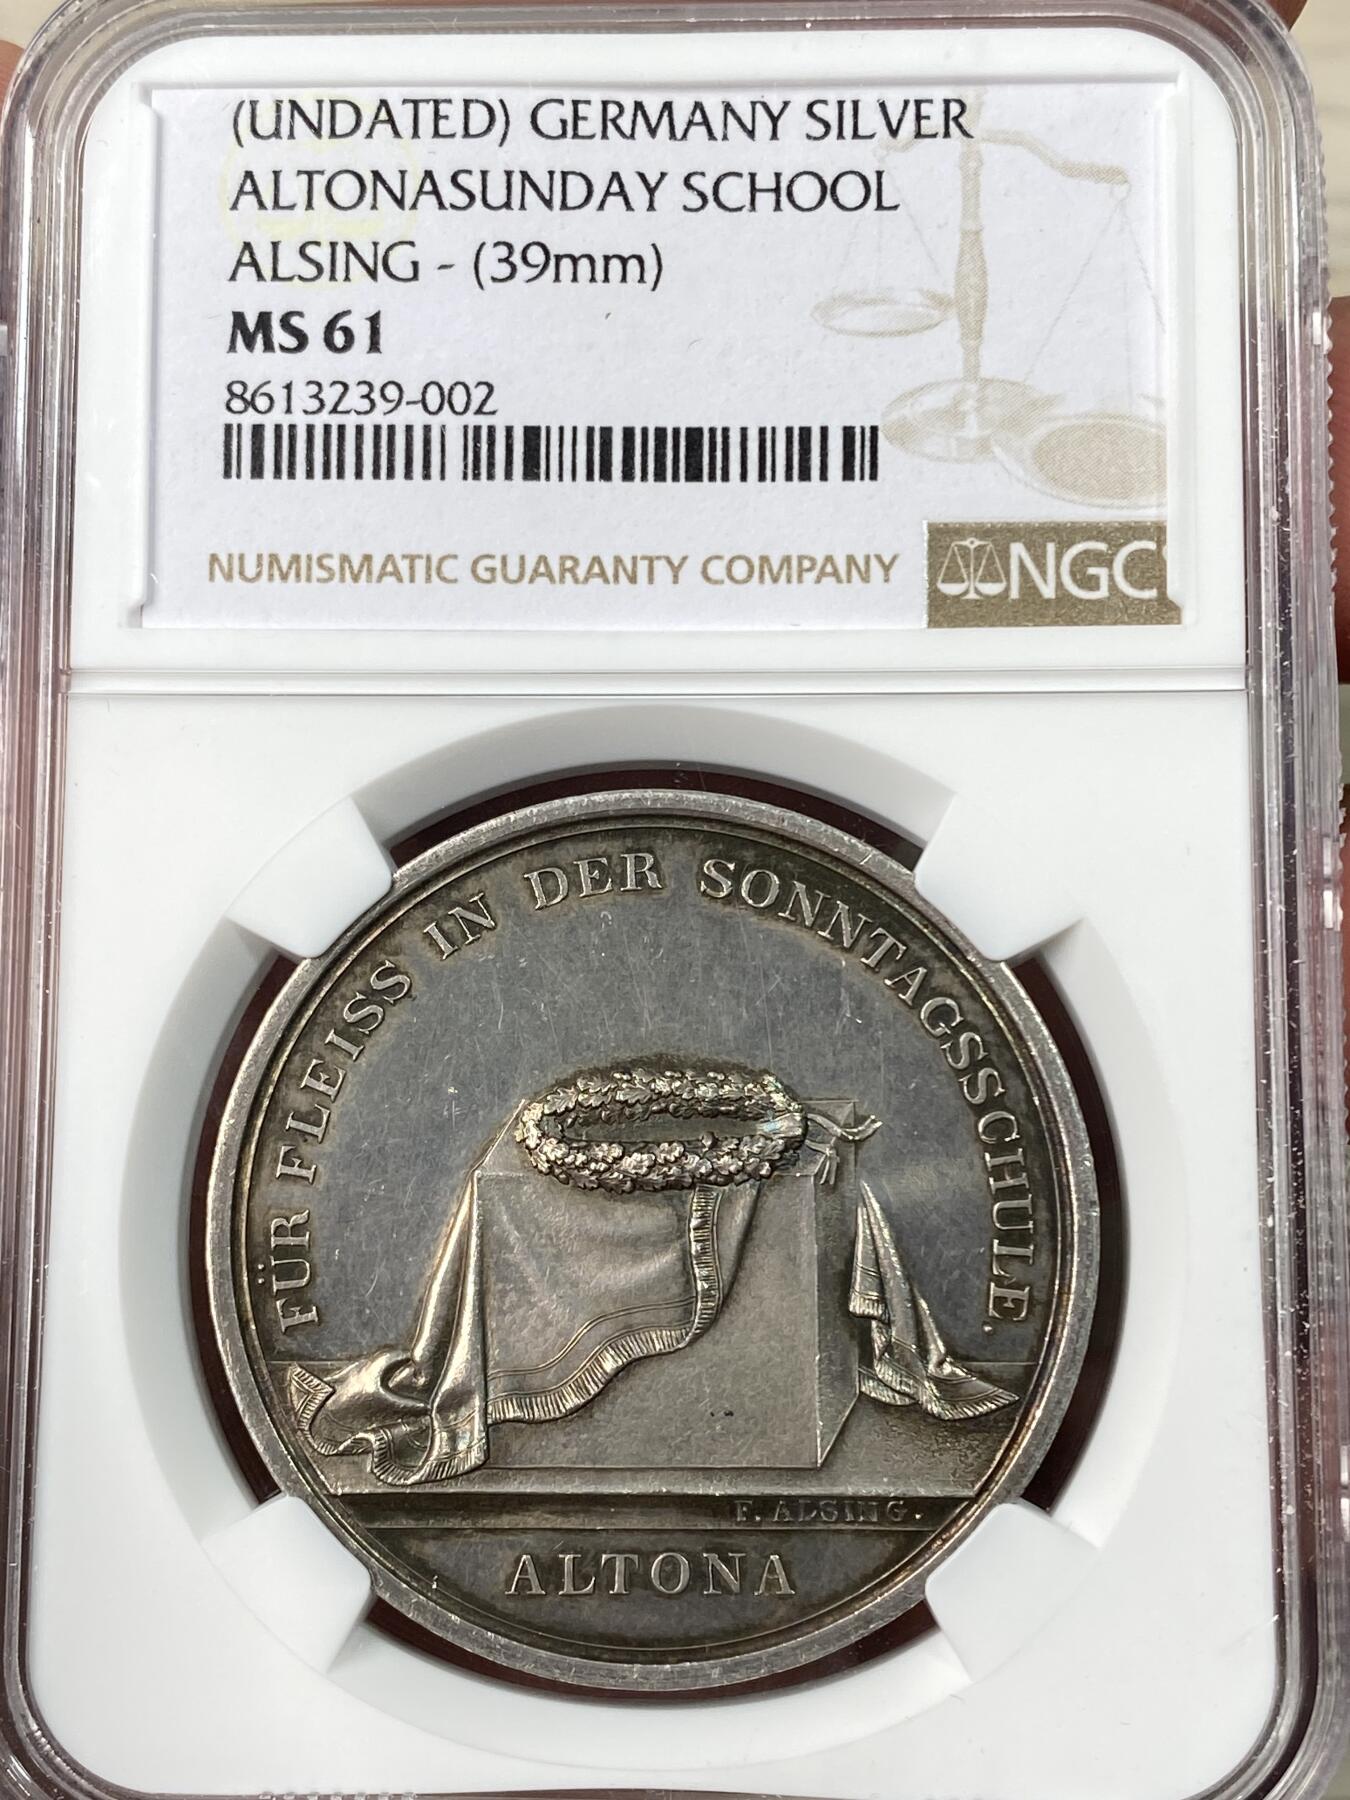 (UNDATED) GERMANY SILVER
ALTONASUNDAY SCHOOL
ALSING - (39mm)
MS 61
8613239-002
NUMISMATIC GUARANTY COMPANY
NGC
FÜR FLEISS IN DER SONNTAGSSCHULE.
F. ALSING.
ALTONA